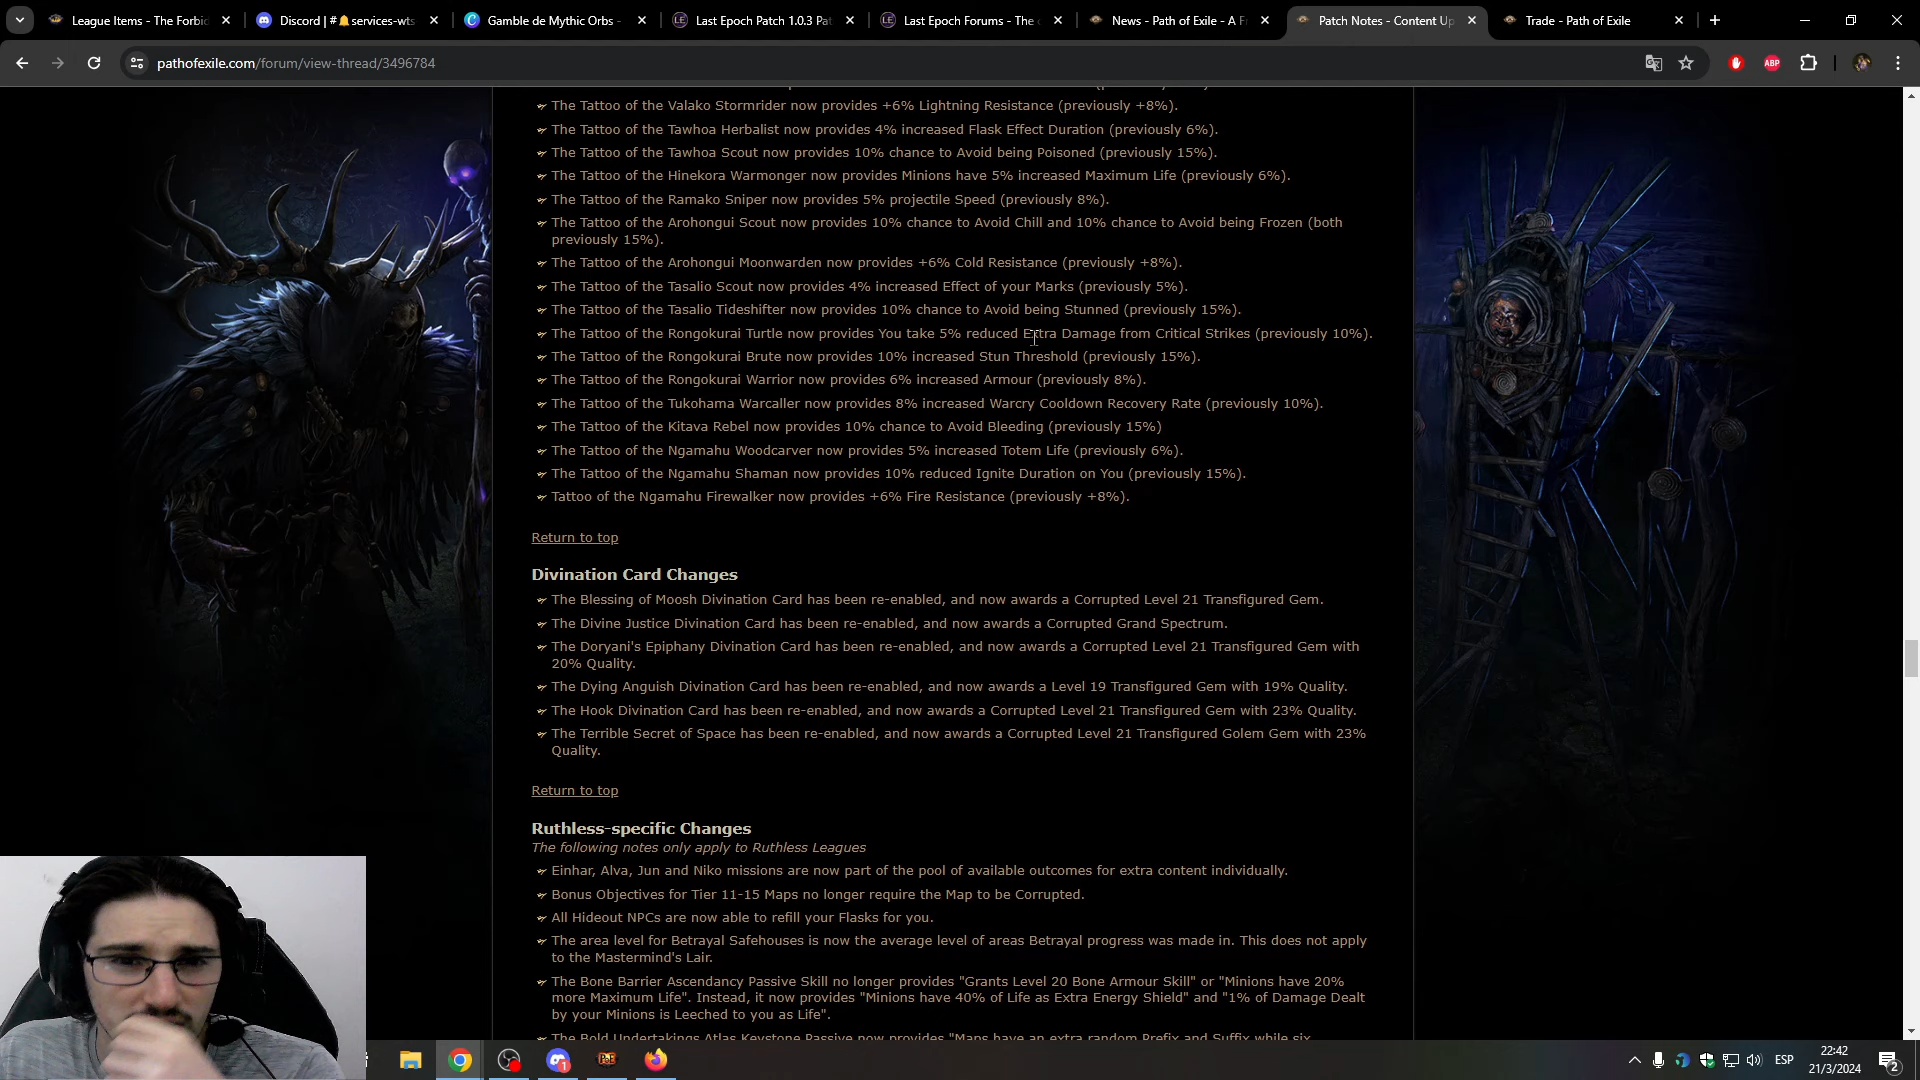 League Items - The Forbid
Discord | #🔔services-wts
Gamble de Mythic Orbs -
Last Epoch Patch 1.0.3 Pat
Last Epoch Forums - The
News - Path of Exile - A F
Patch Notes - Content Up
Trade - Path of Exile
pathofexile.com/forum/view-thread/3496784
ABP
The Tattoo of the Valako Stormrider now provides +6% Lightning Resistance (previously +8%).
The Tattoo of the Tawhoa Herbalist now provides 4% increased Flask Effect Duration (previously 6%).
The Tattoo of the Tawhoa Scout now provides 10% chance to Avoid being Poisoned (previously 15%).
The Tattoo of the Hinekora Warmonger now provides Minions have 5% increased Maximum Life (previously 6%).
The Tattoo of the Ramako Sniper now provides 5% projectile Speed (previously 8%).
The Tattoo of the Arohongui Scout now provides 10% chance to Avoid Chill and 10% chance to Avoid being Frozen (both
previously 15%).
The Tattoo of the Arohongui Moonwarden now provides +6% Cold Resistance (previously +8%).
The Tattoo of the Tasalio Scout now provides 4% increased Effect of your Marks (previously 5%).
The Tattoo of the Tasalio Tideshifter now provides 10% chance to Avoid being Stunned (previously 15%).
The Tattoo of the Rongokurai Turtle now provides You take 5% reduced Extra Damage from Critical Strikes (previously 10%).
The Tattoo of the Rongokurai Brute now provides 10% increased Stun Threshold (previously 15%).
The Tattoo of the Rongokurai Warrior now provides 6% increased Armour (previously 8%).
The Tattoo of the Tukohama Warcaller now provides 8% increased Warcry Cooldown Recovery Rate (previously 10%).
The Tattoo of the Kitava Rebel now provides 10% chance to Avoid Bleeding (previously 15%)
The Tattoo of the Ngamahu Woodcarver now provides 5% increased Totem Life (previously 6%).
The Tattoo of the Ngamahu Shaman now provides 10% reduced Ignite Duration on You (previously 15%).
Tattoo of the Ngamahu Firewalker now provides +6% Fire Resistance (previously +8%).
Return to top
Divination Card Changes
The Blessing of Moosh Divination Card has been re-enabled, and now awards a Corrupted Level 21 Transfigured Gem.
The Divine Justice Divination Card has been re-enabled, and now awards a Corrupted Grand Spectrum.
The Doryani's Epiphany Divination Card has been re-enabled, and now awards a Corrupted Level 21 Transfigured Gem with
20% Quality.
The Dying Anguish Divination Card has been re-enabled, and now awards a Level 19 Transfigured Gem with 19% Quality.
The Hook Divination Card has been re-enabled, and now awards a Corrupted Level 21 Transfigured Gem with 23% Quality.
The Terrible Secret of Space has been re-enabled, and now awards a Corrupted Level 21 Transfigured Golem Gem with 23%
Quality.
Return to top
Ruthless-specific Changes
The following notes only apply to Ruthless Leagues
Einhar, Alva, Jun and Niko missions are now part of the pool of available outcomes for extra content individually.
Bonus Objectives for Tier 11-15 Maps no longer require the Map to be Corrupted.
All Hideout NPCs are now able to refill your Flasks for you.
The area level for Betrayal Safehouses is now the average level of areas Betrayal progress was made in. This does not apply
to the Mastermind's Lair.
The Bone Barrier Ascendancy Passive Skill no longer provides "Grants Level 20 Bone Armour Skill" or "Minions have 20%
more Maximum Life". Instead, it now provides "Minions have 40% of Life as Extra Energy Shield" and "1% of Damage Dealt
by your Minions is Leeched to you as Life".
The Bold Undertakings Atlas Keystone Passive now provides "Maps have an extra random Prefix and Suffix while six
PoE
1
ESP
22:42
21/3/2024
2